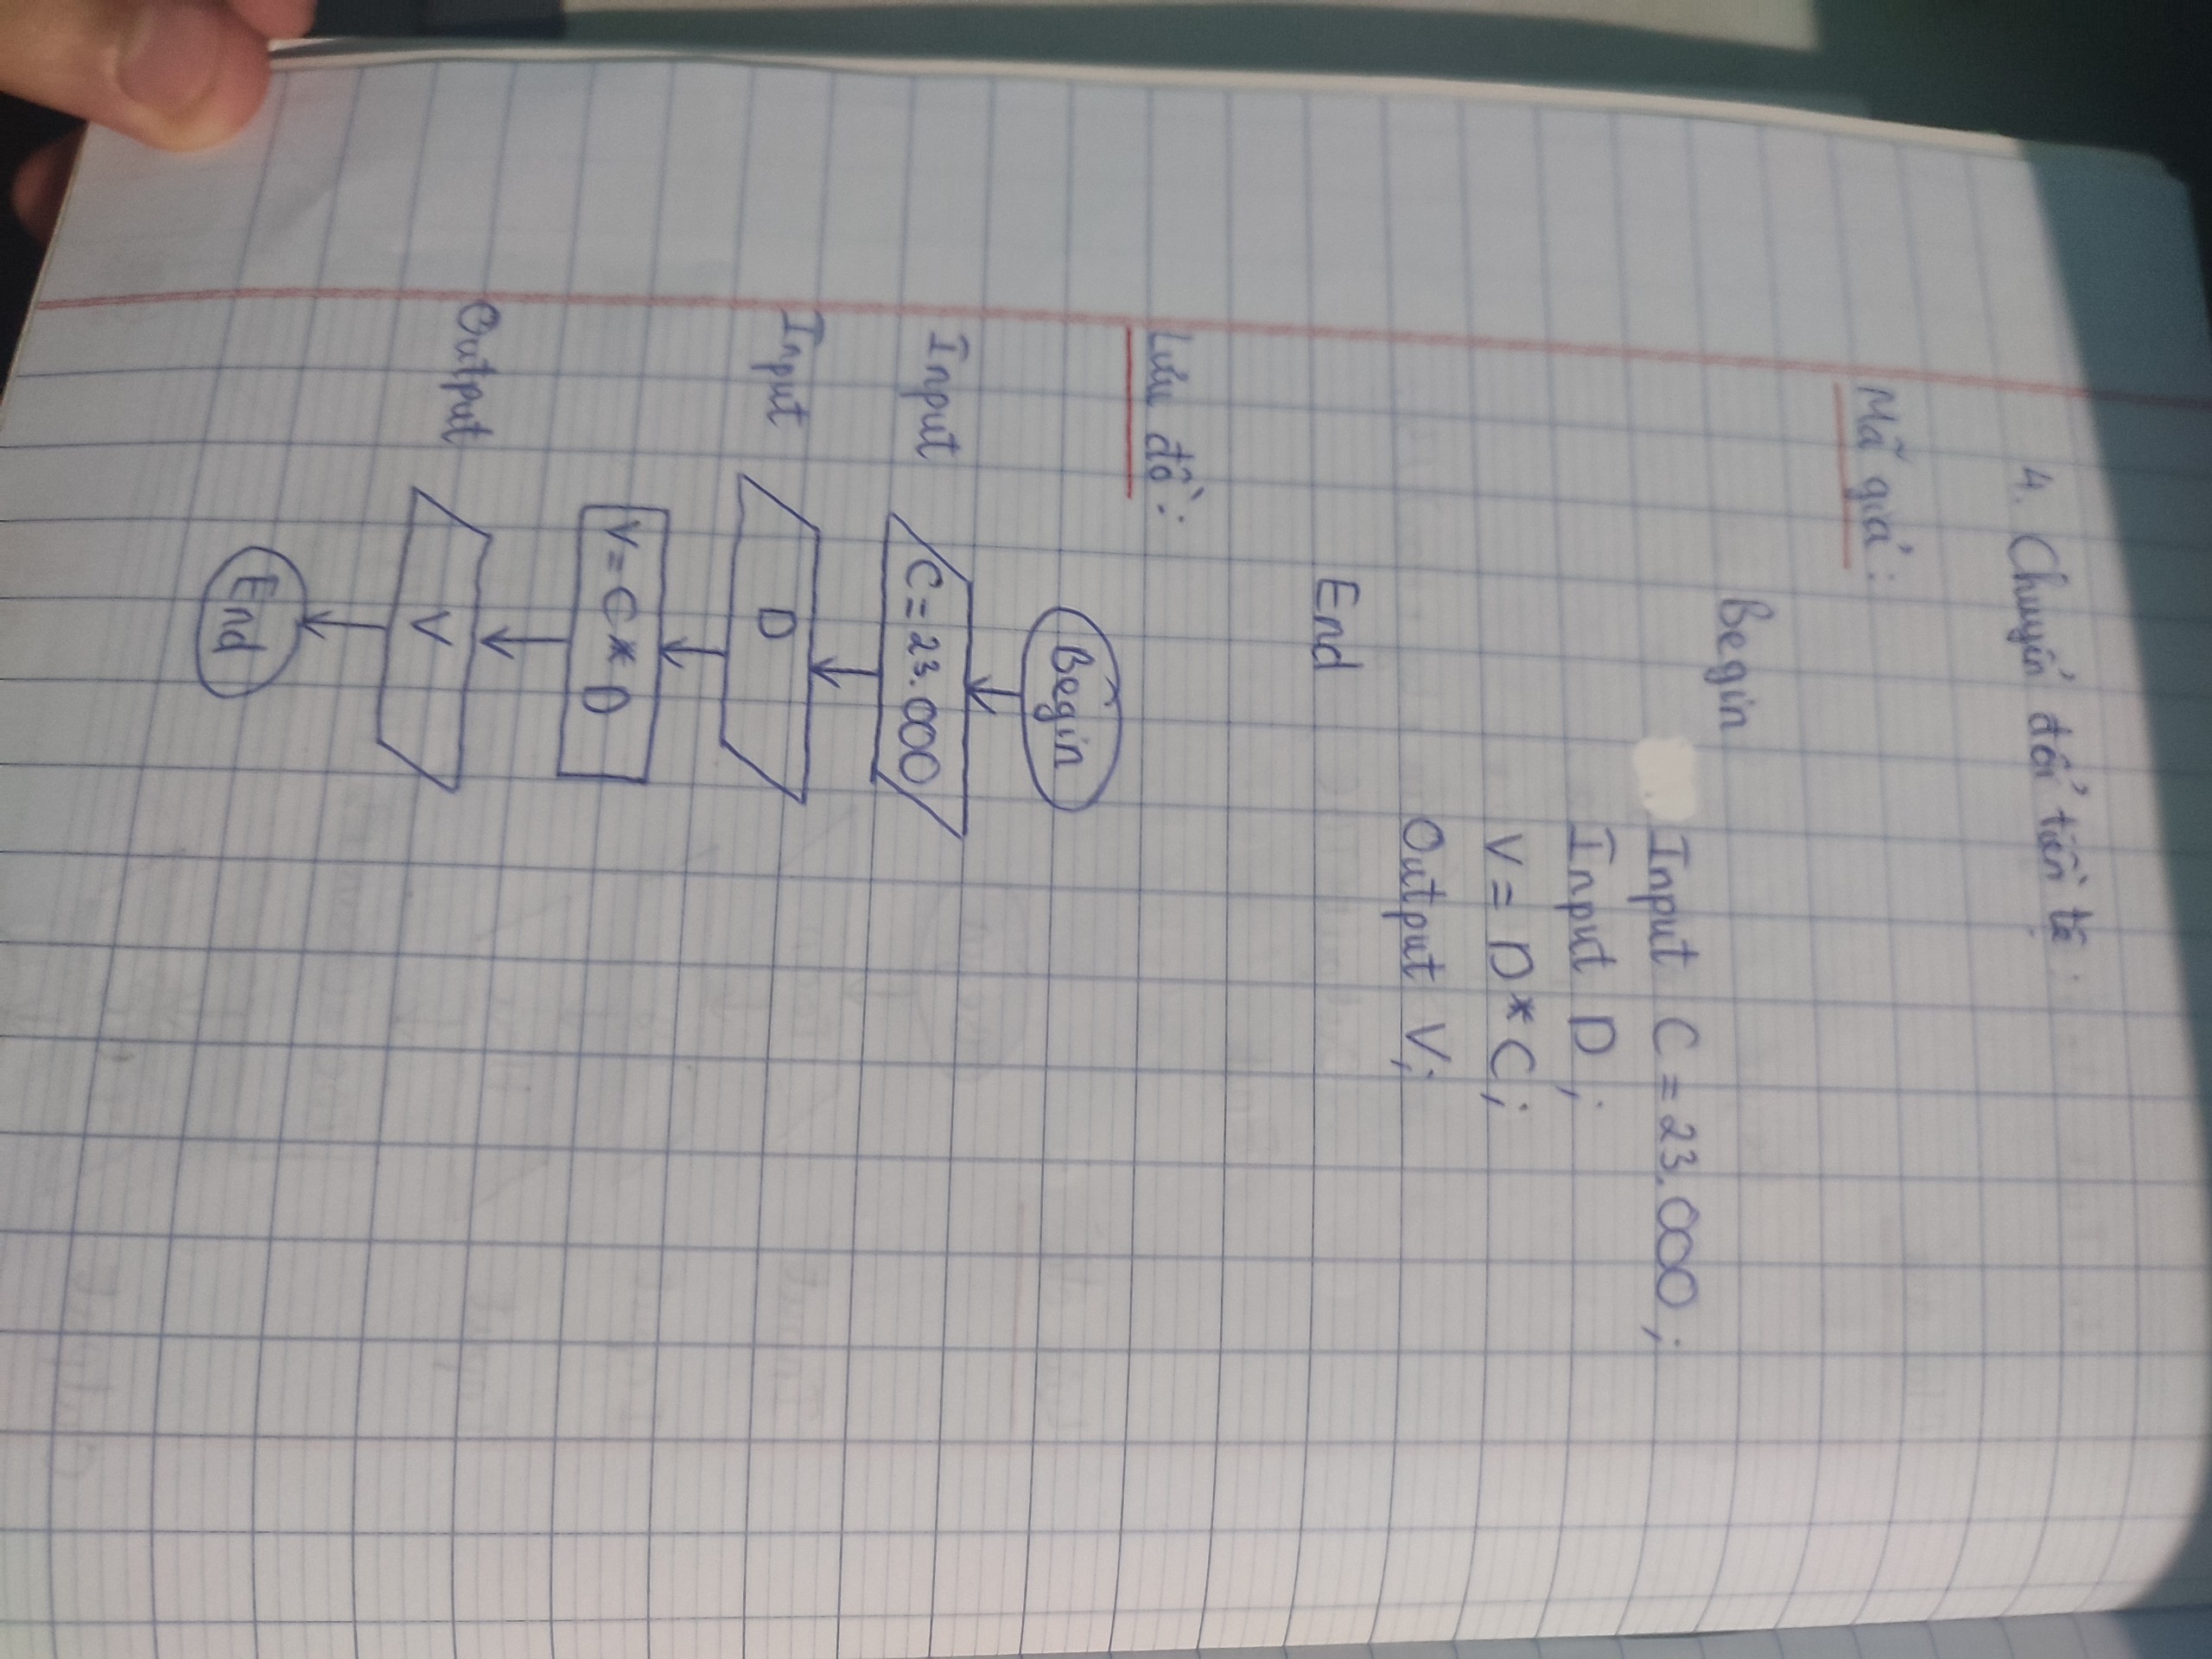 4. Chuyển đổi tiền tệ.
Mã giả:
Begin
Input C = 23.000;
Input D;
V = D * C;
Output V;
End
Lưu đồ:
Begin
Input C = 23.000
Input D
V = C * D
Output V
End